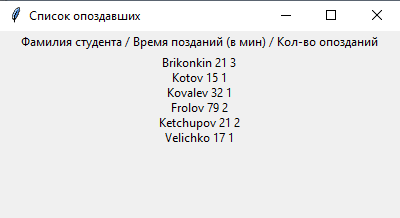 Список опоздавших
Фамилия студента / Время позданий (в мин) / Кол-во опозданий
Brikonkin 21 3
Kotov 15 1
Kovalev 32 1
Frolov 79 2
Ketchupov 21 2
Velichko 17 1